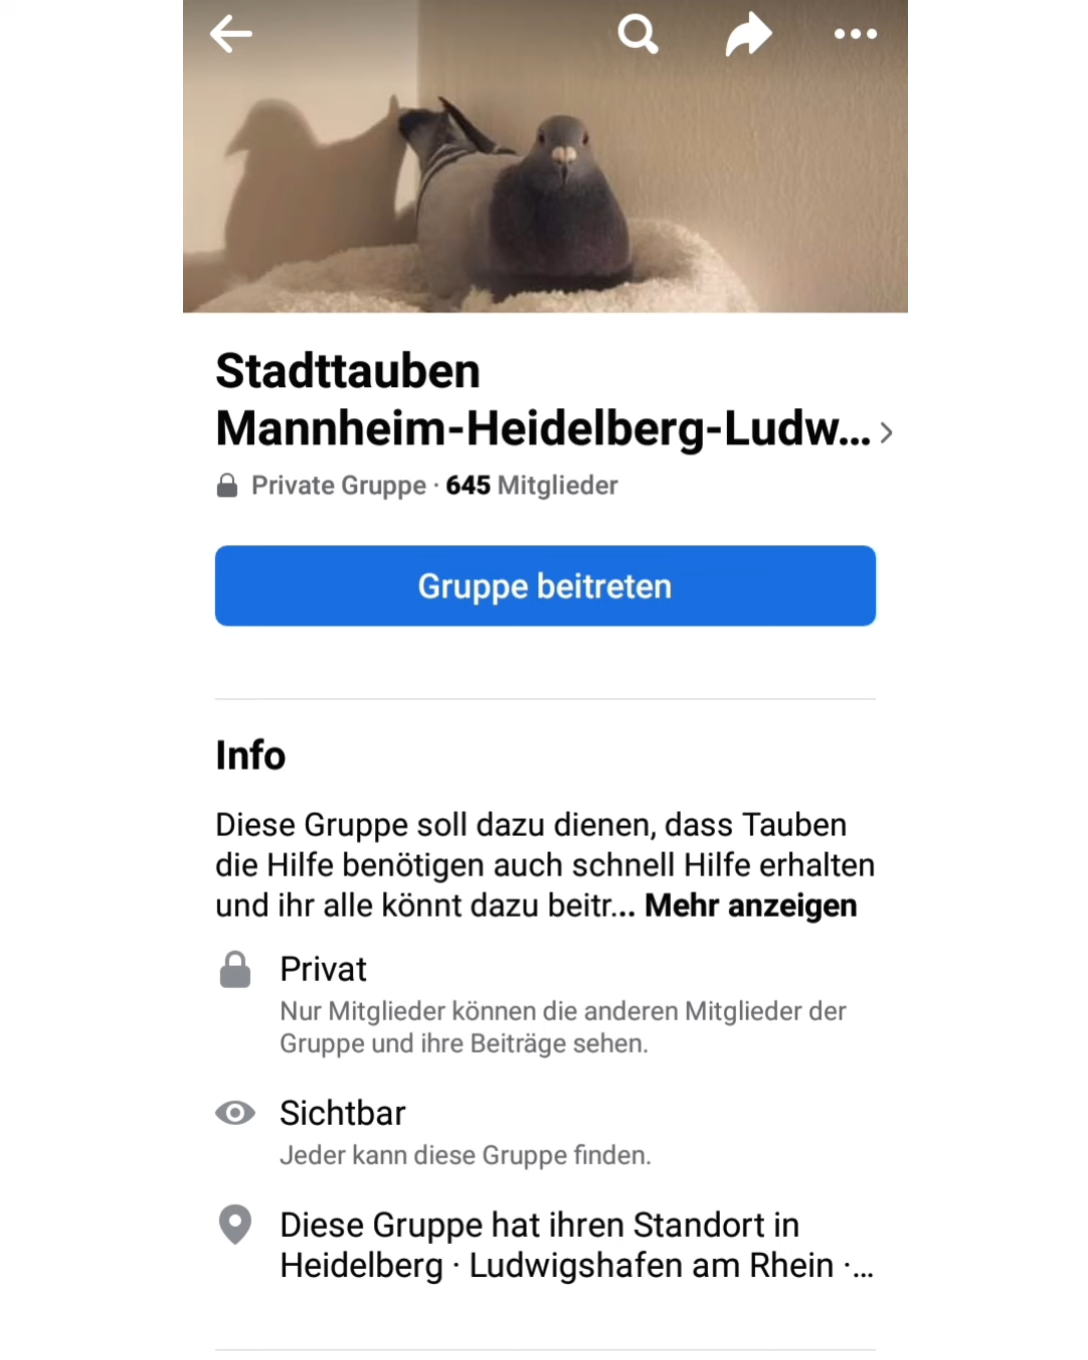 Stadttauben
Mannheim-Heidelberg-Ludw...
Private Gruppe · 645 Mitglieder
Gruppe beitreten
Info
Diese Gruppe soll dazu dienen, dass Tauben
die Hilfe benötigen auch schnell Hilfe erhalten
und ihr alle könnt dazu beitr... Mehr anzeigen
Privat
Nur Mitglieder können die anderen Mitglieder der
Gruppe und ihre Beiträge sehen.
Sichtbar
Jeder kann diese Gruppe finden.
Diese Gruppe hat ihren Standort in
Heidelberg · Ludwigshafen am Rhein ·...